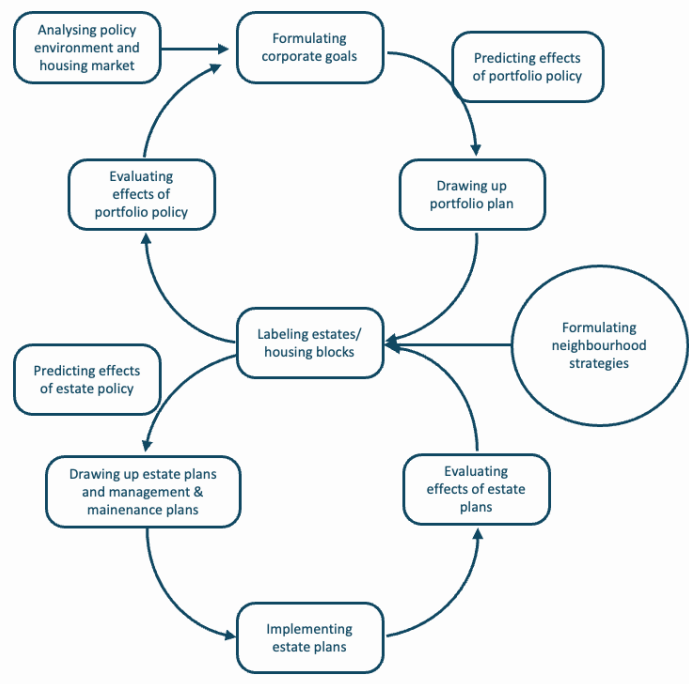 Analysing policy
environment and
housing market
Formulating
corporate goals
Predicting effects
of portfolio policy
Evaluating
effects of
portfolio policy
Drawing up
portfolio plan
Labeling estates/
housing blocks
Formulating
neighbourhood
strategies
Predicting effects
of estate policy
Drawing up estate plans
and management &
mainenance plans
Evaluating
effects of estate
plans
Implementing
estate plans